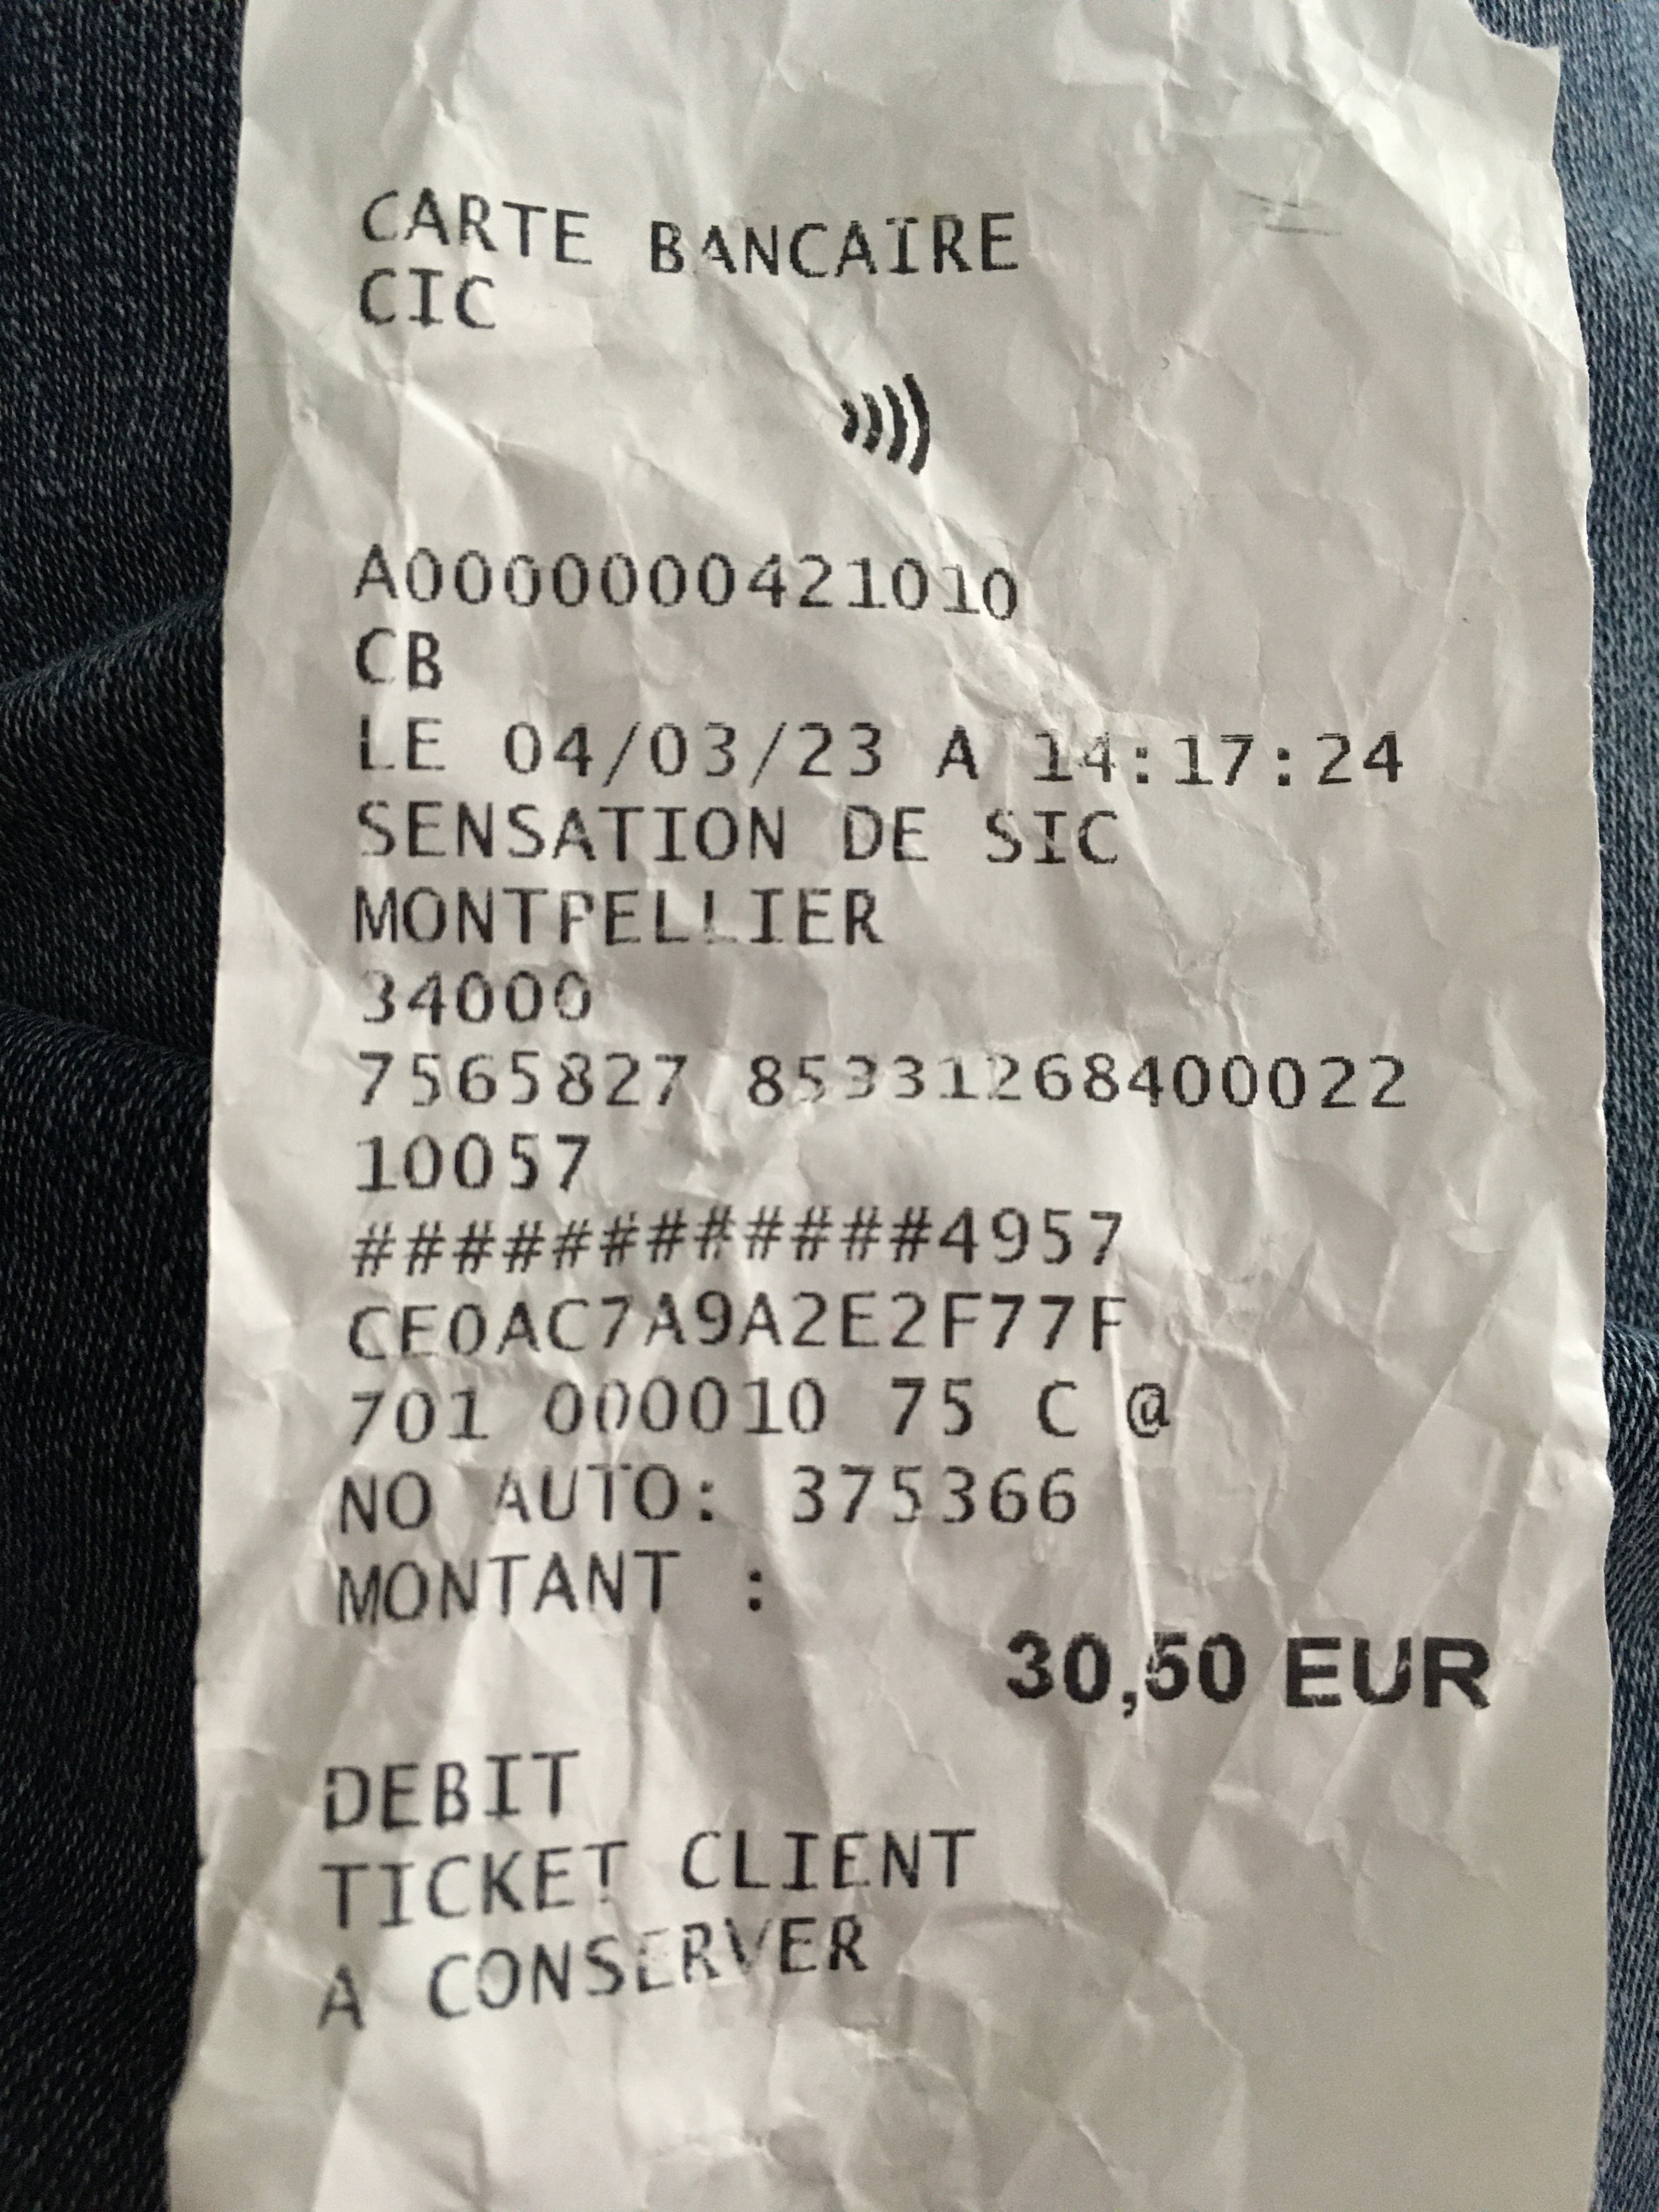 CARTE BANCAIRE
CIC
A0000000421010
CB
LE 04/03/23 A 14:17:24
SENSATION DE SIC
MONTPELLIER
34000
7565827 85331268400022
10057
############4957
CE0AC7A9A2E2F77F
701 000010 75 C @
NO AUTO: 375366
MONTANT :
30,50 EUR
DEBIT
TICKET CLIENT
A CONSERVER